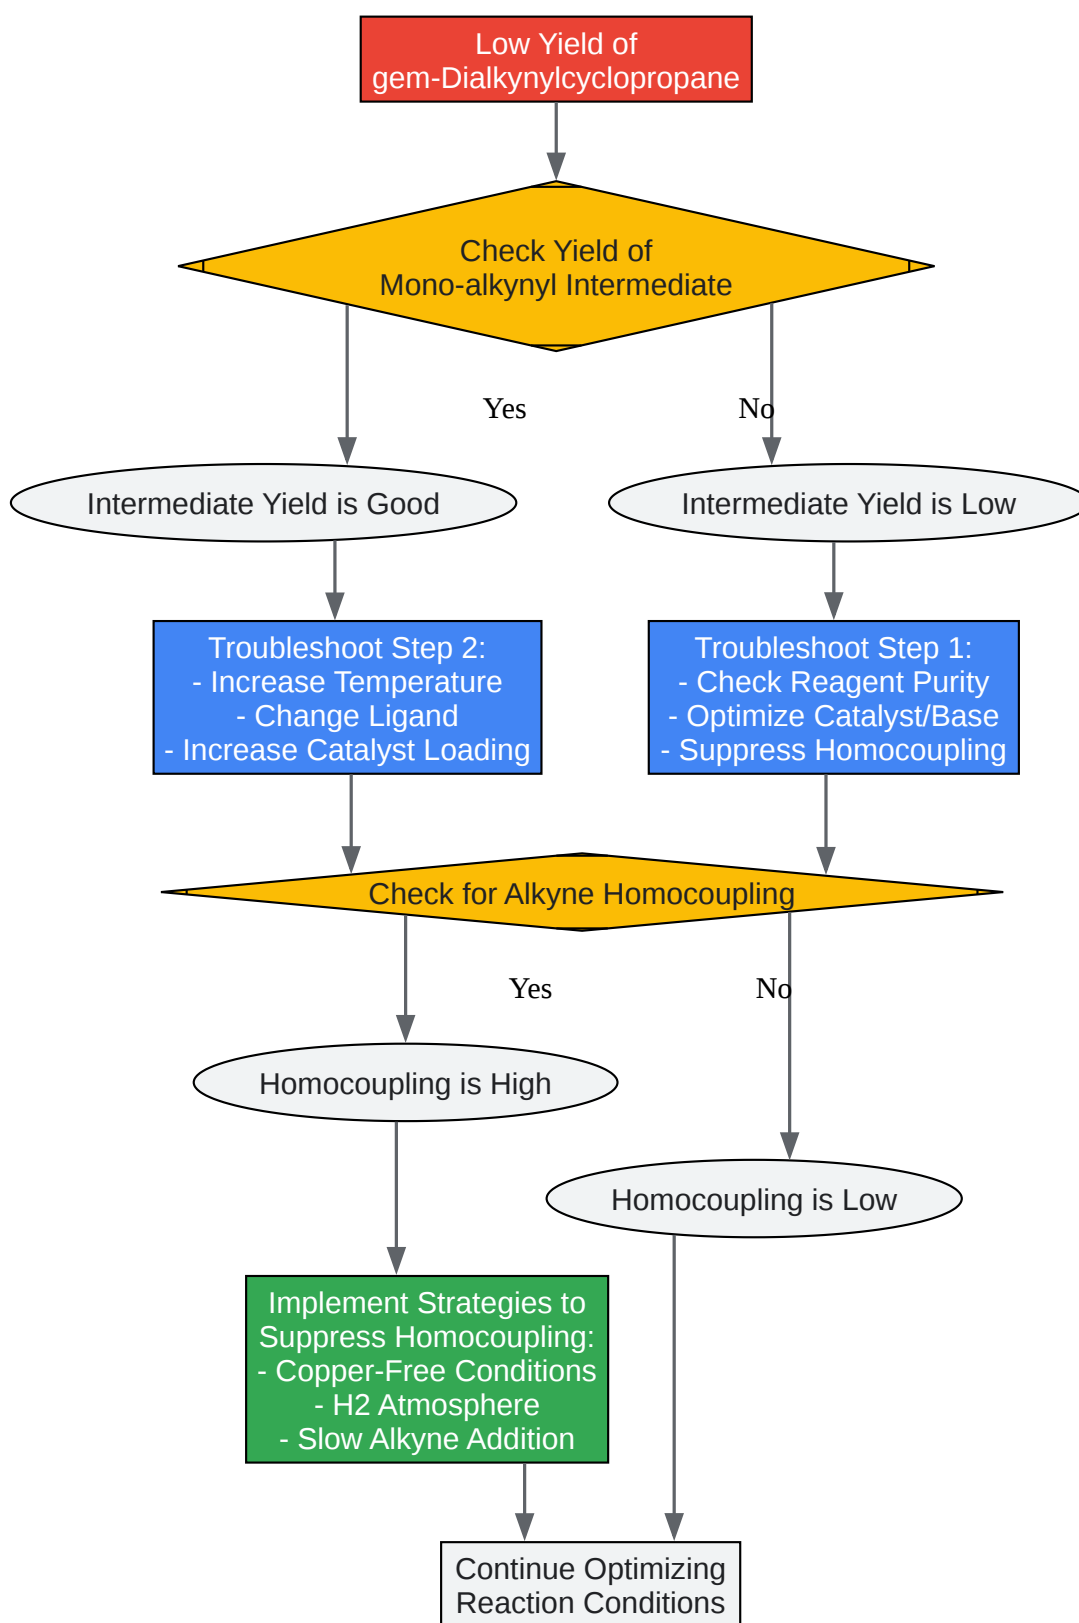 Low Yield of
gem-Dialkynylcyclopropane
Check Yield of
Mono-alkynyl Intermediate
Yes
No
Intermediate Yield is Good
Intermediate Yield is Low
Troubleshoot Step 2:
- Increase Temperature
- Change Ligand
- Increase Catalyst Loading
Troubleshoot Step 1:
- Check Reagent Purity
- Optimize Catalyst/Base
- Suppress Homocoupling
Check for Alkyne Homocoupling
Yes
No
Homocoupling is High
Homocoupling is Low
Implement Strategies to
Suppress Homocoupling:
- Copper-Free Conditions
- H2 Atmosphere
- Slow Alkyne Addition
Continue Optimizing
Reaction Conditions